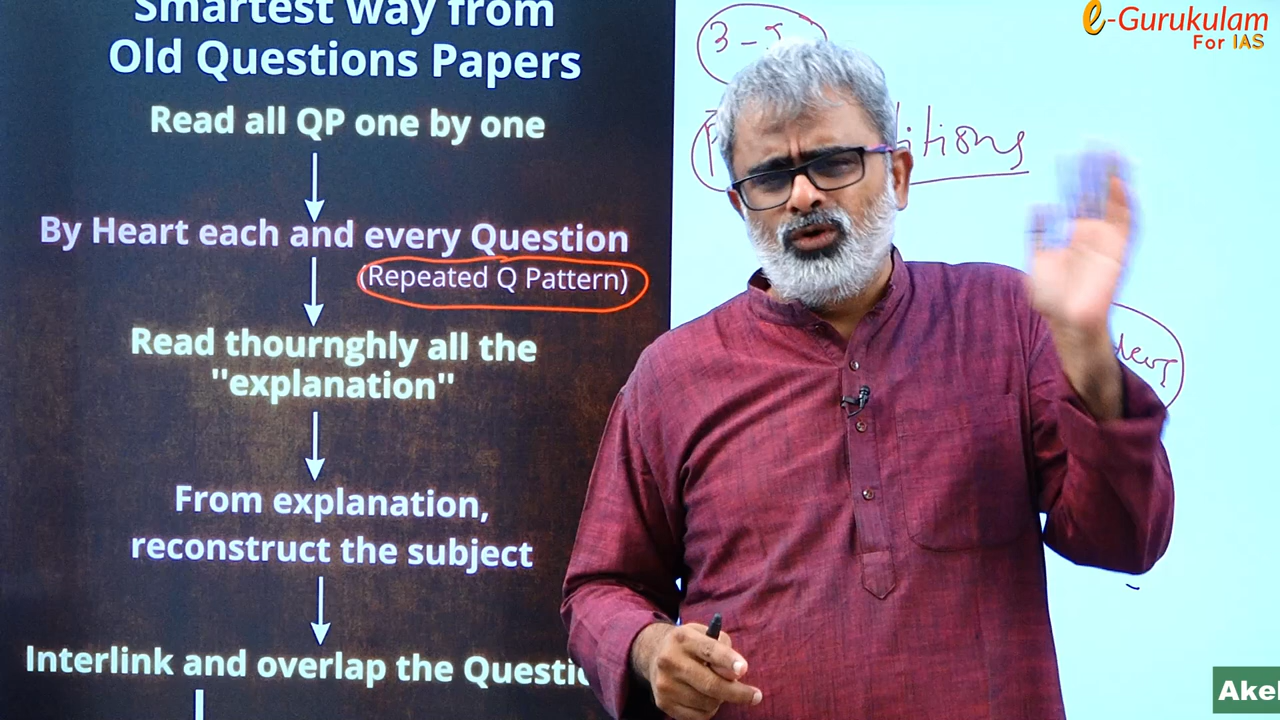 Smartest way from
Old Questions Papers
Read all QP one by one
By Heart each and every Question
(Repeated Q Pattern)
Read thournghly all the
"explanation"
From explanation,
reconstruct the subject
Interlink and overlap the Questio
e-Gurukulam
For IAS
3 -
titions
Akel